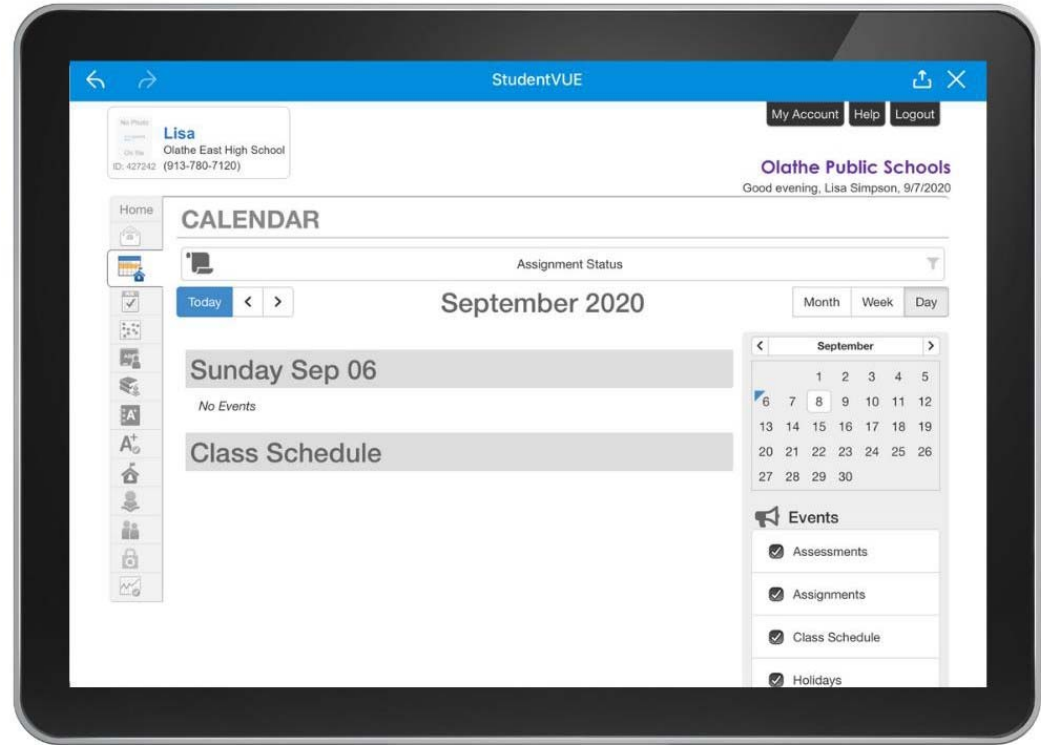 StudentVUE
My Account Help Logout
No Photo
On file
ID: 427242
Lisa
Olathe East High School
(913-780-7120)
Olathe Public Schools
Good evening, Lisa Simpson, 9/7/2020
Home
CALENDAR
Assignment Status
Today < >
September 2020
Month Week Day
Sunday Sep 06
No Events
Class Schedule
< September >
1 2 3 4 5
6 7 8 9 10 11 12
13 14 15 16 17 18 19
20 21 22 23 24 25 26
27 28 29 30
Events
Assessments
Assignments
Class Schedule
Holidays